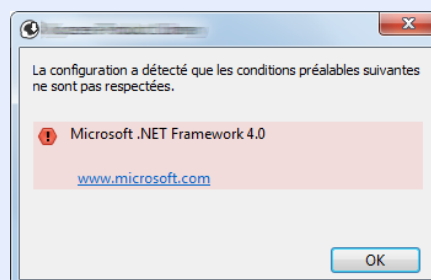 La configuration a détecté que les conditions préalables suivantes
ne sont pas respectées.
Microsoft .NET Framework 4.0
www.microsoft.com
OK